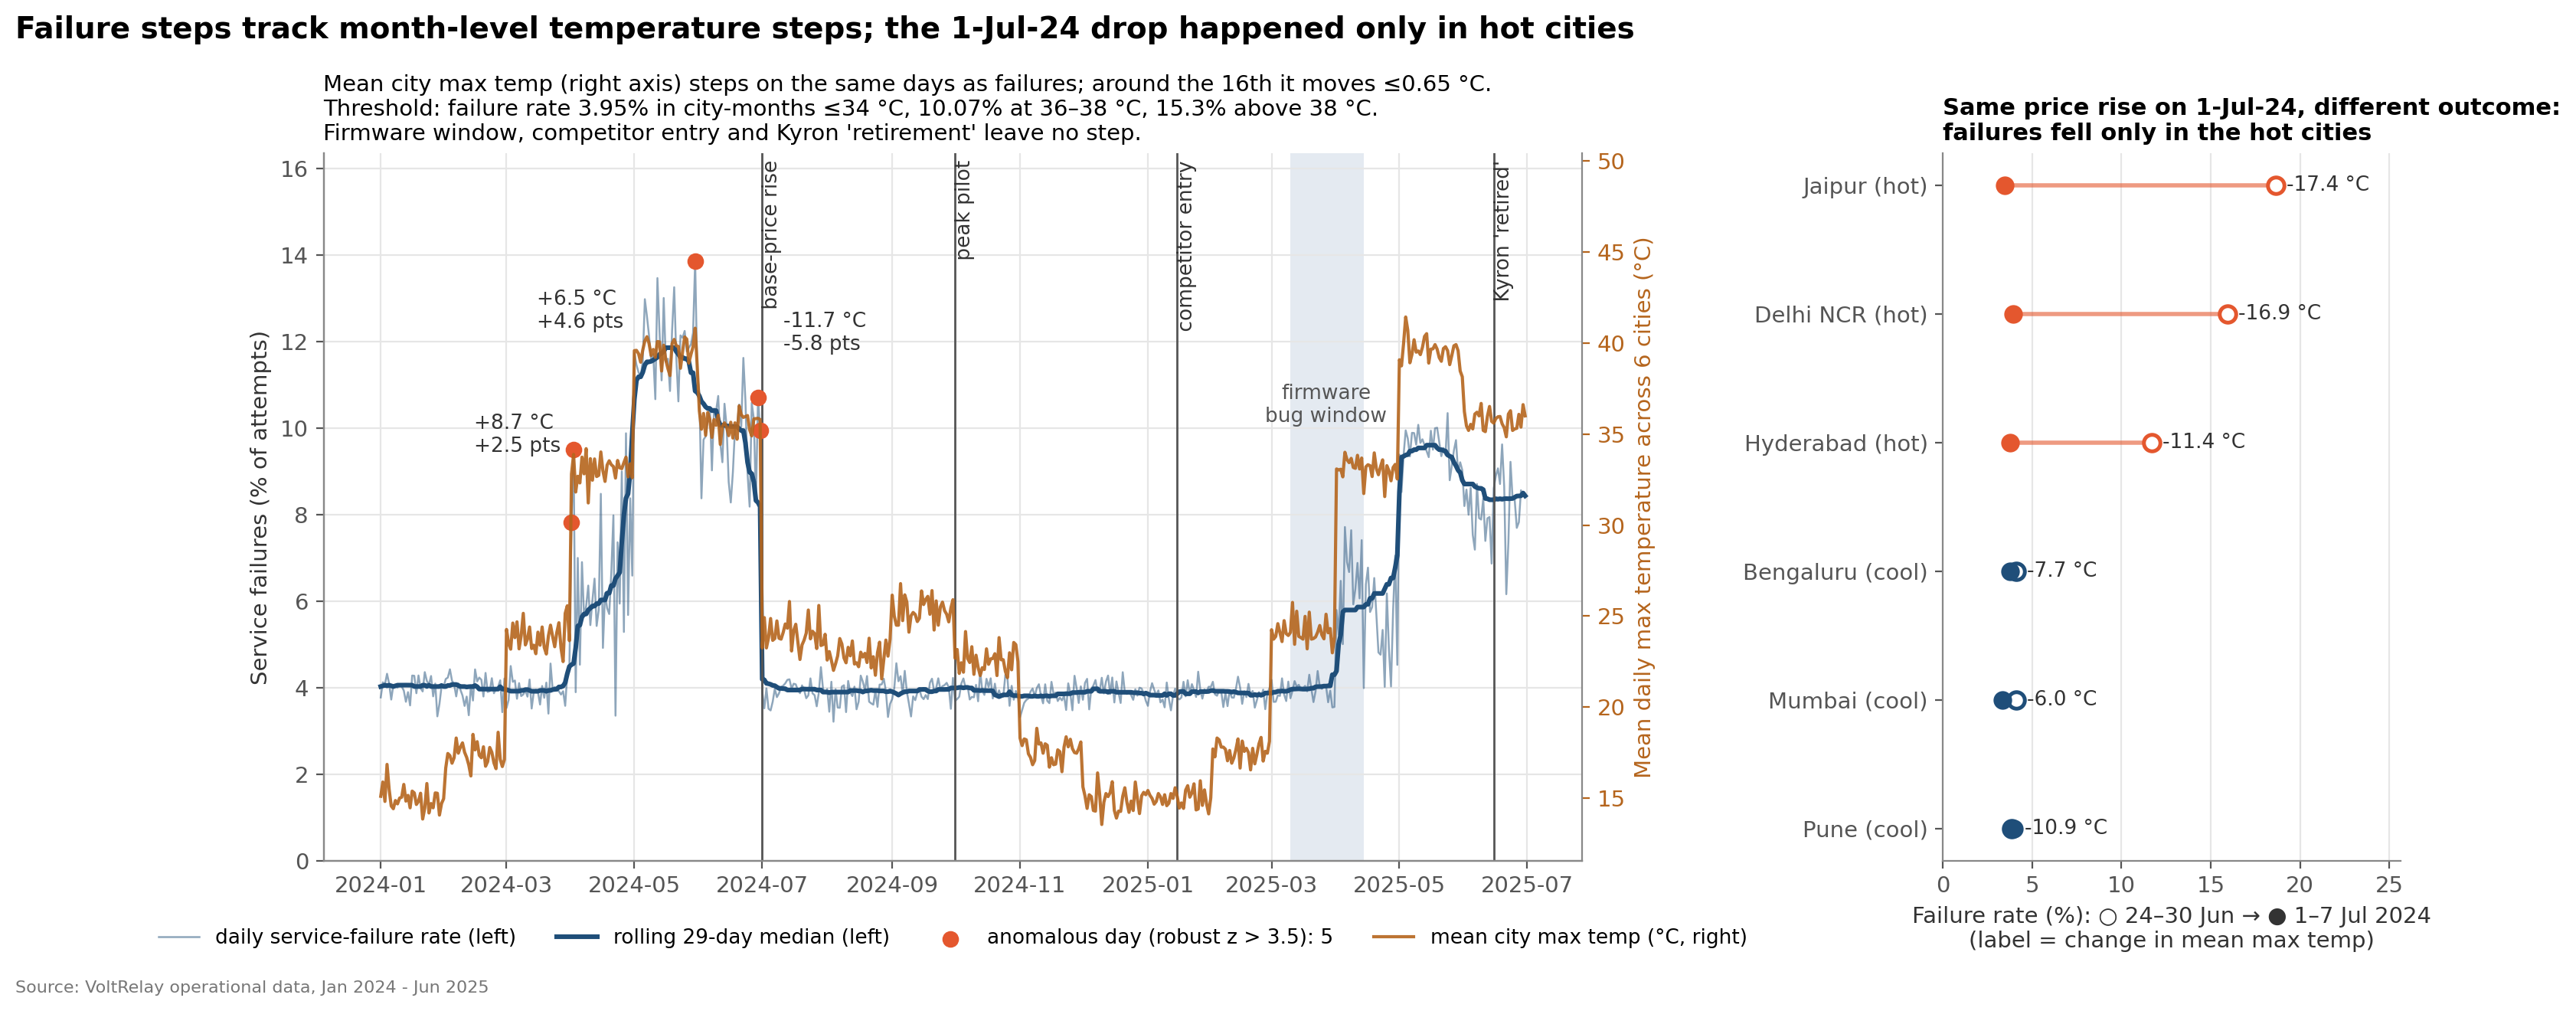 Failure steps track month-level temperature steps; the 1-Jul-24 drop happened only in hot cities
Mean city max temp (right axis) steps on the same days as failures; around the 16th it moves ≤0.65 °C.
Threshold: failure rate 3.95% in city-months ≤34 °C, 10.07% at 36–38 °C, 15.3% above 38 °C.
Firmware window, competitor entry and Kyron 'retirement' leave no step.
Service failures (% of attempts)
16
14
12
10
8
6
4
2
0
+8.7 °C
+2.5 pts
+6.5 °C
+4.6 pts
base-price rise
-11.7 °C
-5.8 pts
peak pilot
competitor entry
firmware
bug window
Kyron 'retired'
50
45
40
35
30
25
20
15
Mean daily max temperature across 6 cities (°C)
2024-01
2024-03
2024-05
2024-07
2024-09
2024-11
2025-01
2025-03
2025-05
2025-07
daily service-failure rate (left)
rolling 29-day median (left)
anomalous day (robust z > 3.5): 5
mean city max temp (°C, right)
Same price rise on 1-Jul-24, different outcome:
failures fell only in the hot cities
Jaipur (hot)
-17.4 °C
Delhi NCR (hot)
-16.9 °C
Hyderabad (hot)
-11.4 °C
Bengaluru (cool)
-7.7 °C
Mumbai (cool)
-6.0 °C
Pune (cool)
-10.9 °C
0
5
10
15
20
25
Failure rate (%): ○ 24–30 Jun → ● 1–7 Jul 2024
(label = change in mean max temp)
Source: VoltRelay operational data, Jan 2024 - Jun 2025